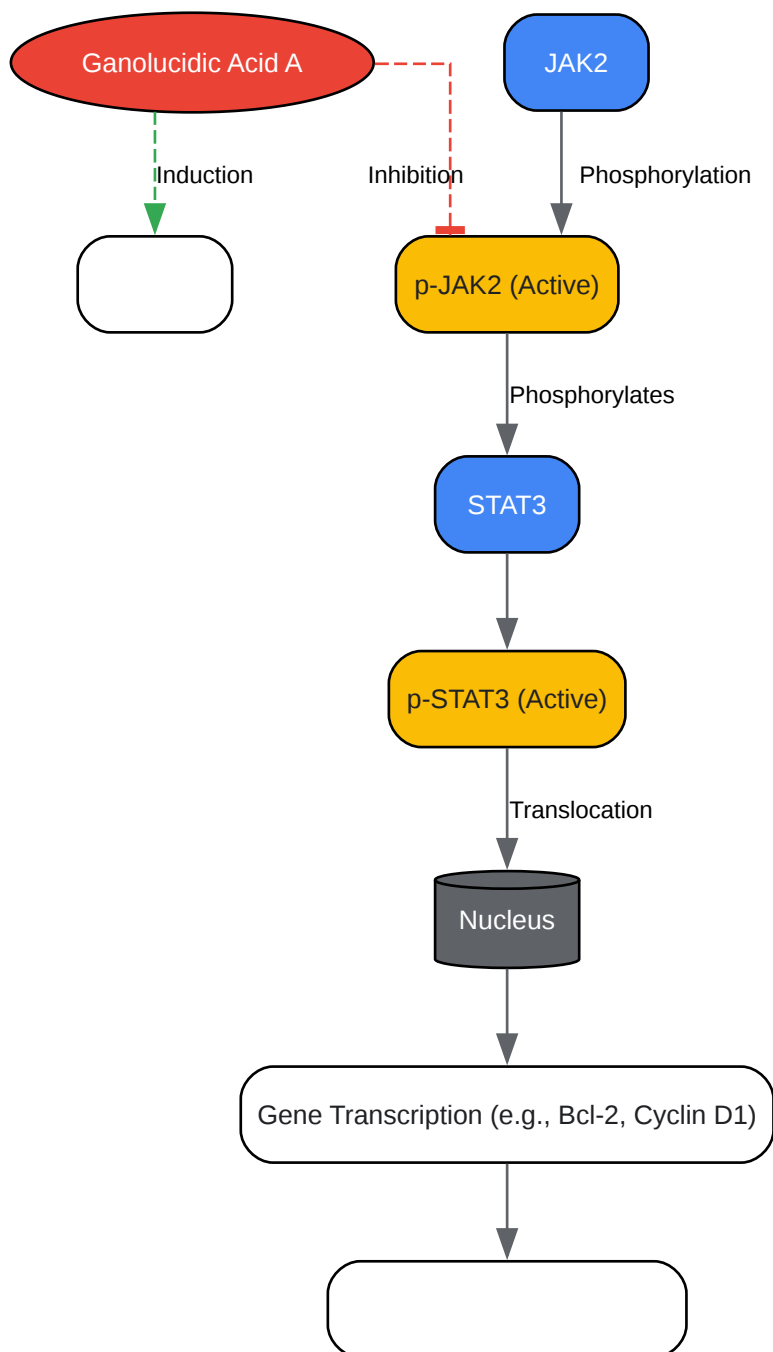 Ganolucidic Acid A
JAK2
Induction
Inhibition
Phosphorylation
p-JAK2 (Active)
Phosphorylates
STAT3
p-STAT3 (Active)
Translocation
Nucleus
Gene Transcription (e.g., Bcl-2, Cyclin D1)